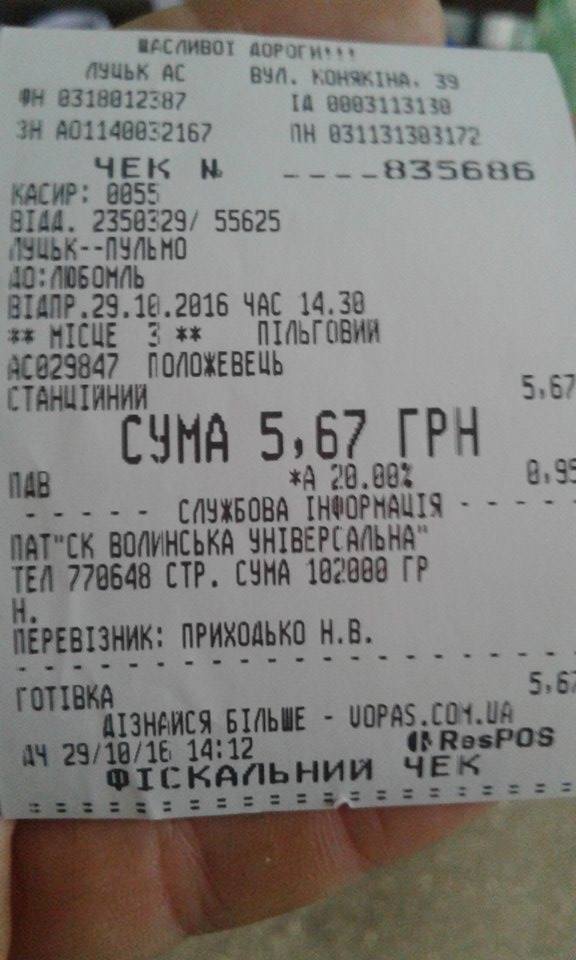 ЩАСЛИВОЇ ДОРОГИ!!!
ЛУЦЬК АС ВУЛ. КОНЯКІНА, 39
ФН 0318012387 ІД 0003113130
ЗН АО1140032167 ПН 031131303172
ЧЕК № ____835686
КАСИР: 0055
ВІДД. 2350329/ 55625
ЛУЦЬК--ПУЛЬМО
ДО:ЛЮБОМЛЬ
ВІДПР.29.10.2016 ЧАС 14.30
** МІСЦЕ 3 ** ПІЛЬГОВИЙ
АС029847 ПОЛОЖЕВЕЦЬ
СТАНЦІЙНИЙ 5,67
СУМА 5,67 ГРН
ПДВ *А 20.00% 0,95
- - - - - СЛУЖБОВА ІНФОРМАЦІЯ - - - - -
ПАТ"СК ВОЛИНСЬКА УНІВЕРСАЛЬНА"
ТЕЛ 770648 СТР. СУМА 102000 ГР
Н.
ПЕРЕВІЗНИК: ПРИХОДЬКО Н.В.
ГОТІВКА 5,67
ДІЗНАЙСЯ БІЛЬШЕ - VOPAS.COM.UA
ДЧ 29/10/16 14:12 ResPOS
ФІСКАЛЬНИЙ ЧЕК